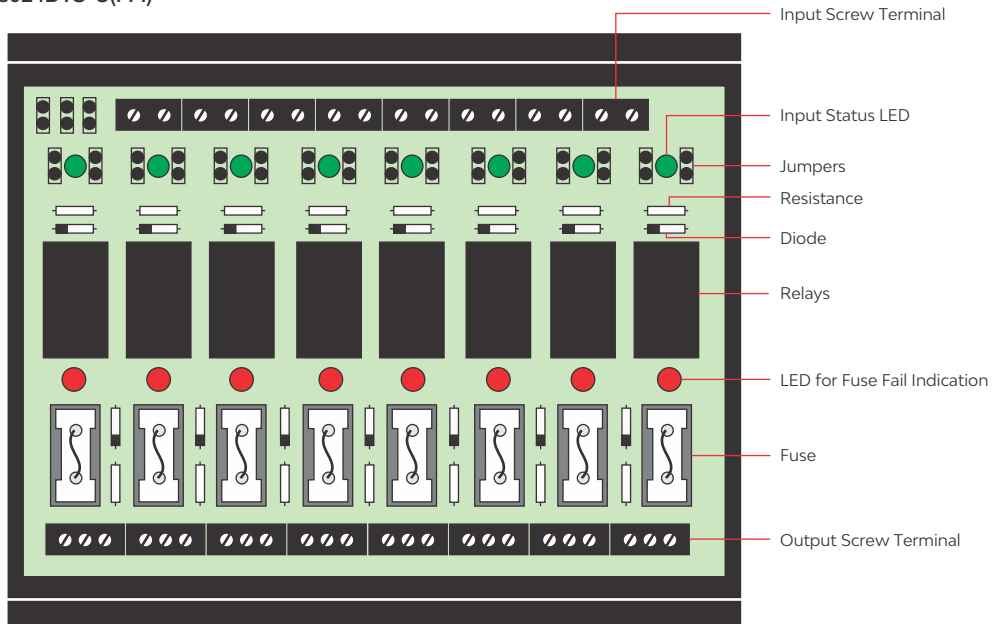 Input Screw Terminal
Input Status LED
Jumpers
Resistance
Diode
Relays
LED for Fuse Fail Indication
Fuse
Output Screw Terminal